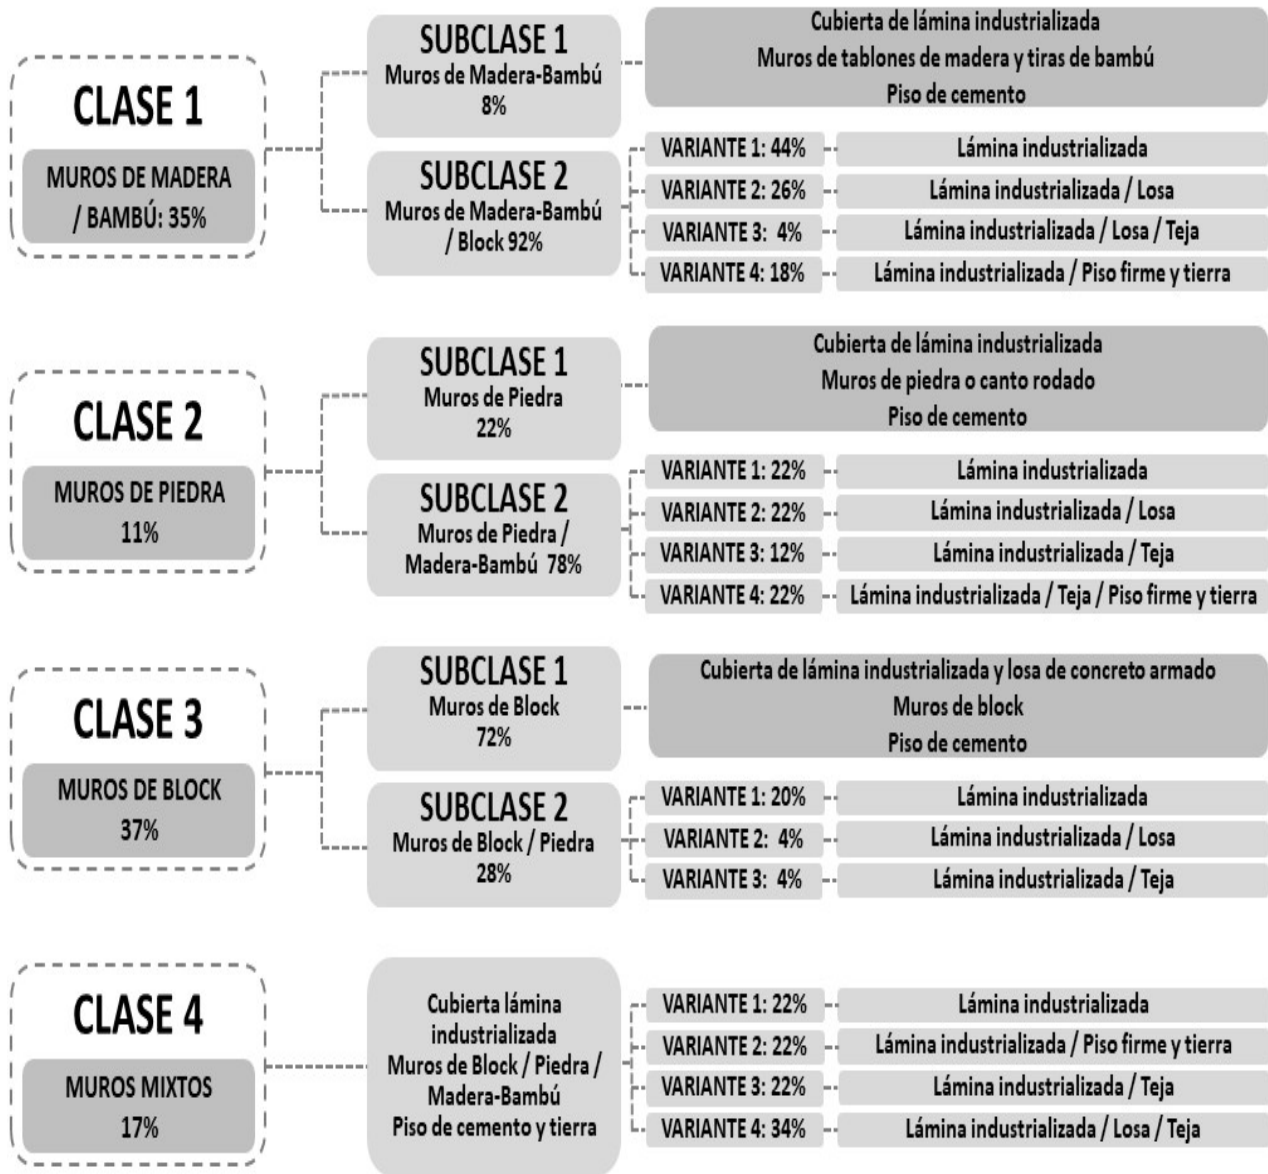 CLASE 1
MUROS DE MADERA
/ BAMBÚ: 35%
SUBCLASE 1
Muros de Madera-Bambú
8%
Cubierta de lámina industrializada
Muros de tablones de madera y tiras de bambú
Piso de cemento
SUBCLASE 2
Muros de Madera-Bambú
/ Block 92%
VARIANTE 1: 44%
Lámina industrializada
VARIANTE 2: 26%
Lámina industrializada / Losa
VARIANTE 3: 4%
Lámina industrializada / Losa / Teja
VARIANTE 4: 18%
Lámina industrializada / Piso firme y tierra
CLASE 2
MUROS DE PIEDRA
11%
SUBCLASE 1
Muros de Piedra
22%
Cubierta de lámina industrializada
Muros de piedra o canto rodado
Piso de cemento
SUBCLASE 2
Muros de Piedra /
Madera-Bambú 78%
VARIANTE 1: 22%
Lámina industrializada
VARIANTE 2: 22%
Lámina industrializada / Losa
VARIANTE 3: 12%
Lámina industrializada / Teja
VARIANTE 4: 22%
Lámina industrializada / Teja / Piso firme y tierra
CLASE 3
MUROS DE BLOCK
37%
SUBCLASE 1
Muros de Block
72%
Cubierta de lámina industrializada y losa de concreto armado
Muros de block
Piso de cemento
SUBCLASE 2
Muros de Block / Piedra
28%
VARIANTE 1: 20%
Lámina industrializada
VARIANTE 2: 4%
Lámina industrializada / Losa
VARIANTE 3: 4%
Lámina industrializada / Teja
CLASE 4
MUROS MIXTOS
17%
Cubierta lámina
industrializada
Muros de Block / Piedra /
Madera-Bambú
Piso de cemento y tierra
VARIANTE 1: 22%
Lámina industrializada
VARIANTE 2: 22%
Lámina industrializada / Piso firme y tierra
VARIANTE 3: 22%
Lámina industrializada / Teja
VARIANTE 4: 34%
Lámina industrializada / Losa / Teja